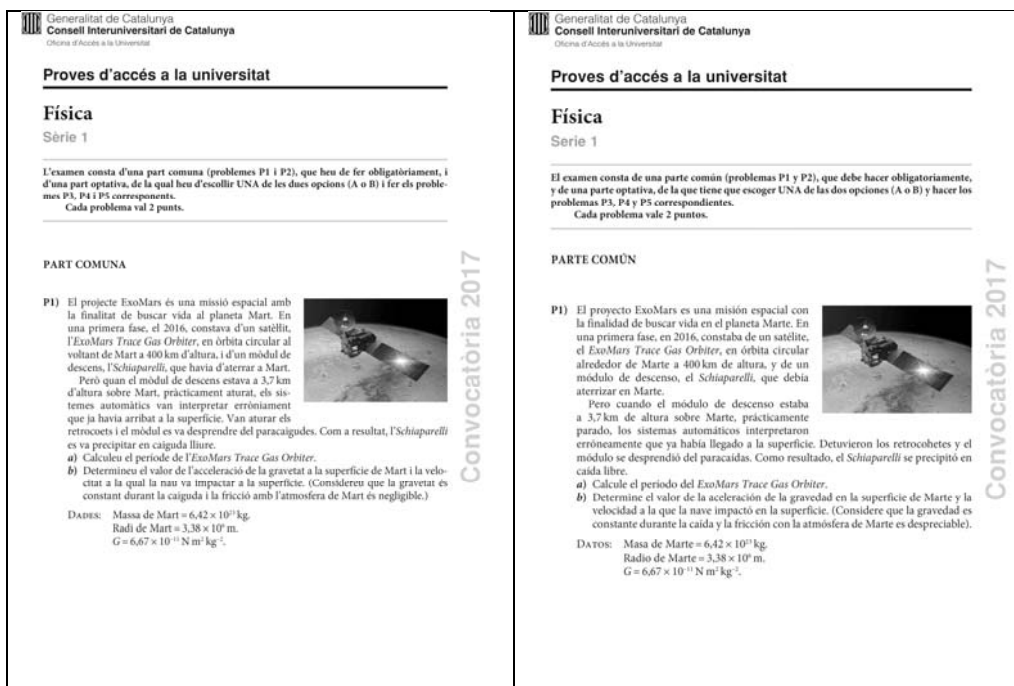 Generalitat de Catalunya
Consell Interuniversitari de Catalunya
Oficina d'Accés a la Universitat
Proves d'accés a la universitat
Física
Sèrie 1
L'examen consta d'una part comuna (problemes P1 i P2), que heu de fer obligatòriament, i
d'una part optativa, de la qual heu d'escollir UNA de les dues opcions (A o B) i fer els proble-
mes P3, P4 i P5 corresponents.
Cada problema val 2 punts.
PART COMUNA
P1) El projecte ExoMars és una missió espacial amb
la finalitat de buscar vida al planeta Mart. En
una primera fase, el 2016, constava d'un satèl·lit,
l'ExoMars Trace Gas Orbiter, en òrbita circular al
voltant de Mart a 400 km d'altura, i d'un mòdul de
descens, l'Schiaparelli, que havia d'aterrar a Mart.
Però quan el mòdul de descens estava a 3,7 km
d'altura sobre Mart, pràcticament aturat, els sis-
temes automàtics van interpretar erròniament
que ja havia arribat a la superfície. Van aturar els
retrocoets i el mòdul es va desprendre del paracaigudes. Com a resultat, l'Schiaparelli
es va precipitar en caiguda lliure.
a) Calculeu el període de l'ExoMars Trace Gas Orbiter.
b) Determineu el valor de l'acceleració de la gravetat a la superfície de Mart i la velo-
citat a la qual la nau va impactar a la superfície. (Considereu que la gravetat és
constant durant la caiguda i la fricció amb l'atmosfera de Mart és negligible.)
DADES: Massa de Mart = 6,42 × 10²³ kg.
Radi de Mart = 3,38 × 10⁶ m.
G = 6,67 × 10⁻¹¹ N m² kg⁻².
Convocatòria 2017
Generalitat de Catalunya
Consell Interuniversitari de Catalunya
Oficina d'Accés a la Universitat
Proves d'accés a la universitat
Física
Serie 1
El examen consta de una parte común (problemas P1 y P2), que debe hacer obligatoriamente,
y de una parte optativa, de la que tiene que escoger UNA de las dos opciones (A o B) y hacer los
problemas P3, P4 y P5 correspondientes.
Cada problema vale 2 puntos.
PARTE COMÚN
P1) El proyecto ExoMars es una misión espacial con
la finalidad de buscar vida en el planeta Marte. En
una primera fase, en 2016, constaba de un satélite,
el ExoMars Trace Gas Orbiter, en órbita circular
alrededor de Marte a 400 km de altura, y de un
módulo de descenso, el Schiaparelli, que debía
aterrizar en Marte.
Pero cuando el módulo de descenso estaba
a 3,7 km de altura sobre Marte, prácticamente
parado, los sistemas automáticos interpretaron
erróneamente que ya había llegado a la superficie. Detuvieron los retrocohetes y el
módulo se desprendió del paracaídas. Como resultado, el Schiaparelli se precipitó en
caída libre.
a) Calcule el periodo del ExoMars Trace Gas Orbiter.
b) Determine el valor de la aceleración de la gravedad en la superficie de Marte y la
velocidad a la que la nave impactó en la superficie. (Considere que la gravedad es
constante durante la caída y la fricción con la atmósfera de Marte es despreciable).
DATOS: Masa de Marte = 6,42 × 10²³ kg.
Radio de Marte = 3,38 × 10⁶ m.
G = 6,67 × 10⁻¹¹ N m² kg⁻².
Convocatòria 2017